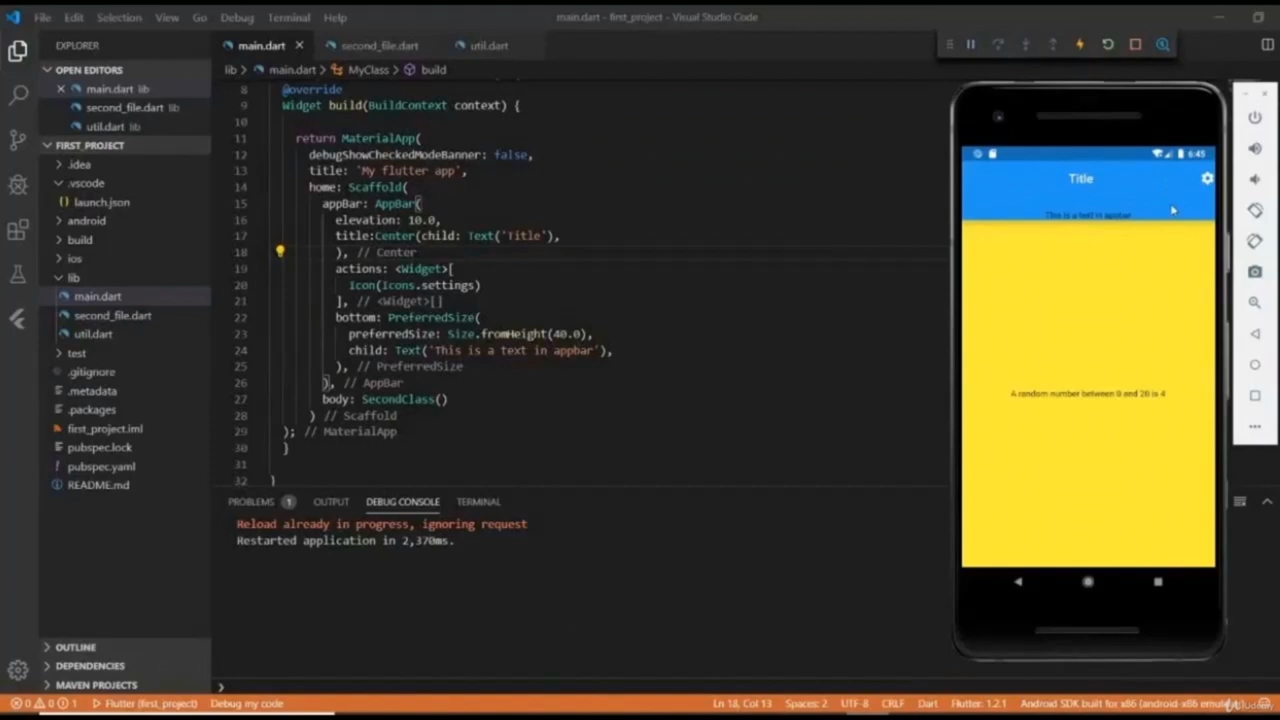 File Edit Selection View Go Debug Terminal Help
main.dart - first_project - Visual Studio Code
EXPLORER
OPEN EDITORS
main.dart lib
second_file.dart lib
util.dart lib
FIRST_PROJECT
.idea
.vscode
launch.json
android
build
ios
lib
main.dart
second_file.dart
util.dart
test
.gitignore
.metadata
.packages
first_project.iml
pubspec.lock
pubspec.yaml
README.md
OUTLINE
DEPENDENCIES
MAVEN PROJECTS
main.dart second_file.dart util.dart
lib > main.dart > MyClass > build
8 @override
9 Widget build(BuildContext context) {
10
11 return MaterialApp(
12 debugShowCheckedModeBanner: false,
13 title: 'My flutter app',
14 home: Scaffold(
15 appBar: AppBar(
16 elevation: 10.0,
17 title:Center(child: Text('Title'),
18 ), // Center
19 actions: <Widget>[
20 Icon(Icons.settings)
21 ], // <Widget>[]
22 bottom: PreferredSize(
23 preferredSize: Size.fromHeight(40.0),
24 child: Text('This is a text in appbar'),
25 ), // PreferredSize
26 ), // AppBar
27 body: SecondClass()
28 ) // Scaffold
29 ); // MaterialApp
30 }
31
32 }
PROBLEMS 1 OUTPUT DEBUG CONSOLE TERMINAL
Reload already in progress, ignoring request
Restarted application in 2,370ms.
6:45
Title
This is a text in appbar
A random number between 0 and 20 is 4
0 0 1 Flutter (first_project) Debug my code
Ln 18, Col 13 Spaces: 2 UTF-8 CRLF Dart Flutter: 1.2.1 Android SDK built for x86 (android-x86 emul
Udemy